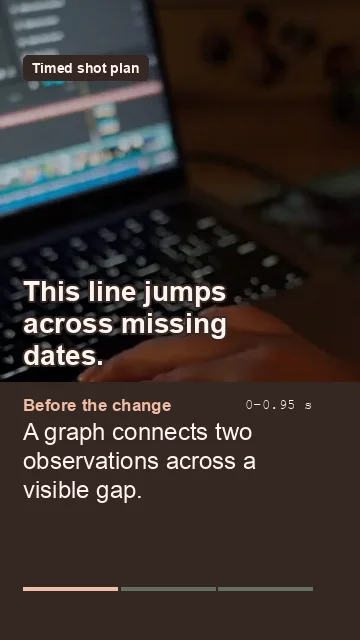 Timed shot plan
This line jumps
across missing
dates.
Before the change 0–0.95 s
A graph connects two
observations across a
visible gap.